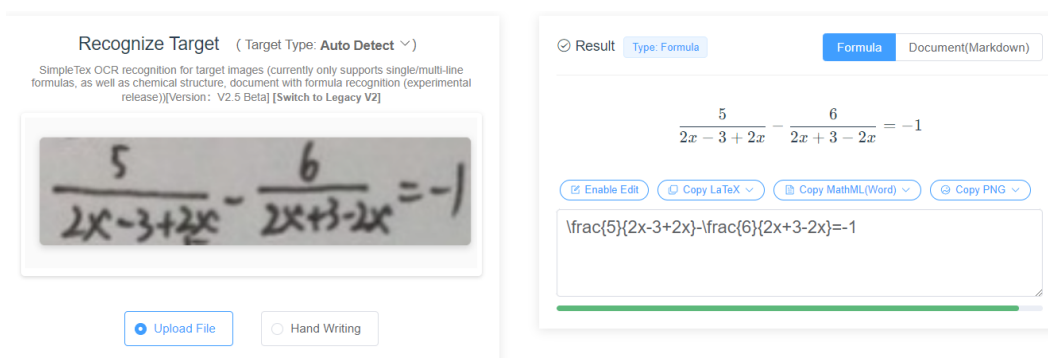 Recognize Target ( Target Type: Auto Detect )
SimpleTex OCR recognition for target images (currently only supports single/multi-line
formulas, as well as chemical structure, document with formula recognition (experimental
release))[Version: V2.5 Beta] [Switch to Legacy V2]
5/(2x-3+2x) - 6/(2x+3-2x) = -1
Upload File
Hand Writing
Result Type: Formula
Formula Document(Markdown)
5/(2x - 3 + 2x) - 6/(2x + 3 - 2x) = -1
Enable Edit Copy LaTeX Copy MathML(Word) Copy PNG
\frac{5}{2x-3+2x}-\frac{6}{2x+3-2x}=-1